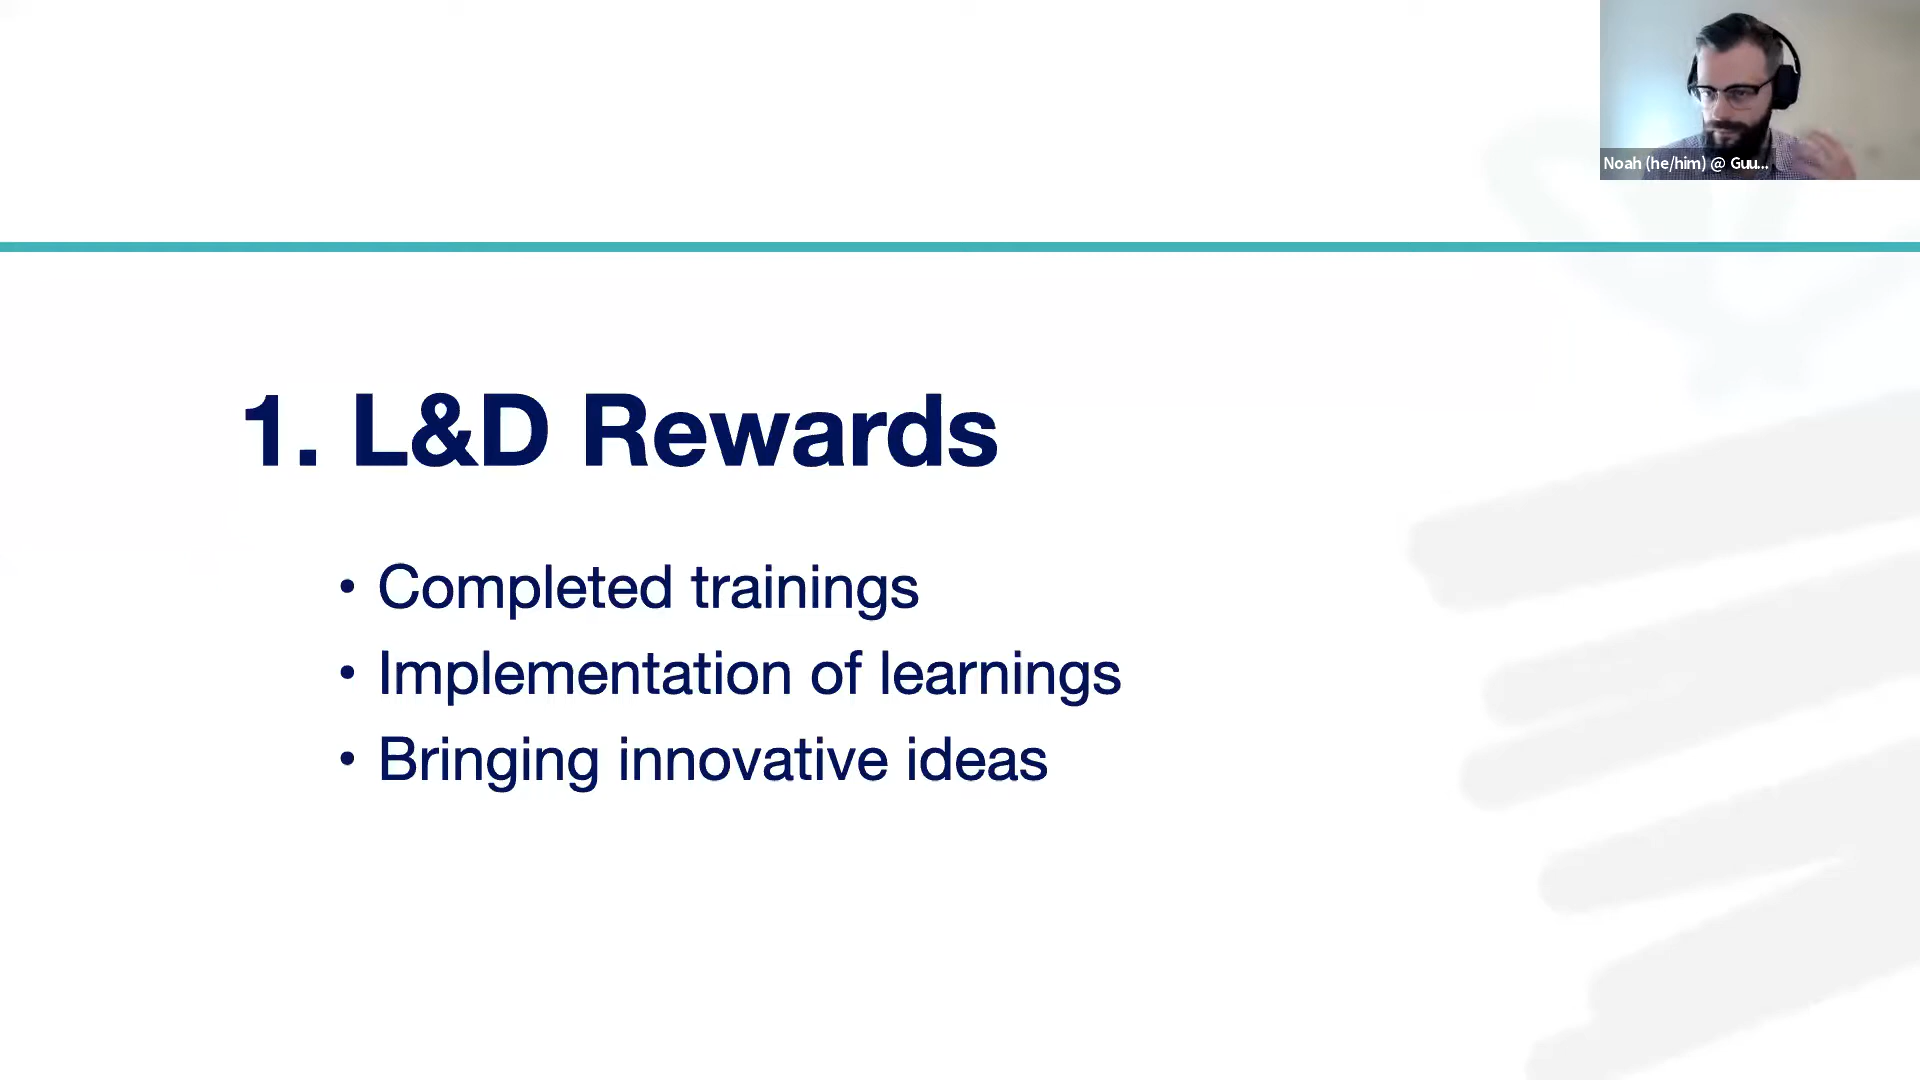 Noah (he/him) @ Guu...
1. L&D Rewards
• Completed trainings
• Implementation of learnings
• Bringing innovative ideas